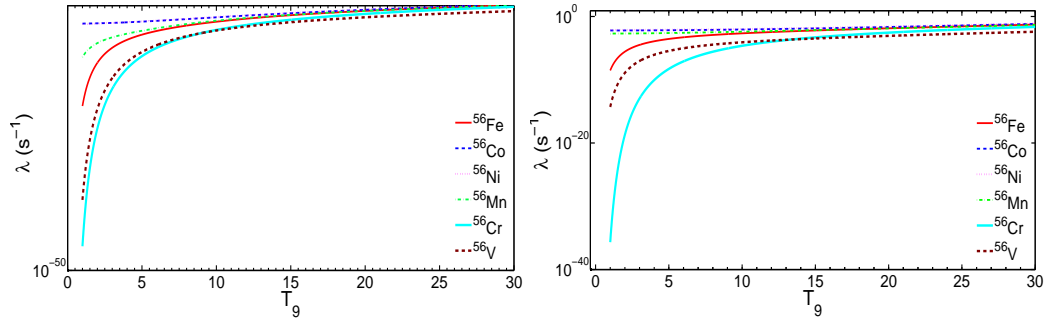 λ (s⁻¹)
10⁻⁵⁰
0 5 10 15 20 25 30
T₉
⁵⁶Fe
⁵⁶Co
⁵⁶Ni
⁵⁶Mn
⁵⁶Cr
⁵⁶V
λ (s⁻¹)
10⁰
10⁻²⁰
10⁻⁴⁰
0 5 10 15 20 25 30
T₉
⁵⁶Fe
⁵⁶Co
⁵⁶Ni
⁵⁶Mn
⁵⁶Cr
⁵⁶V